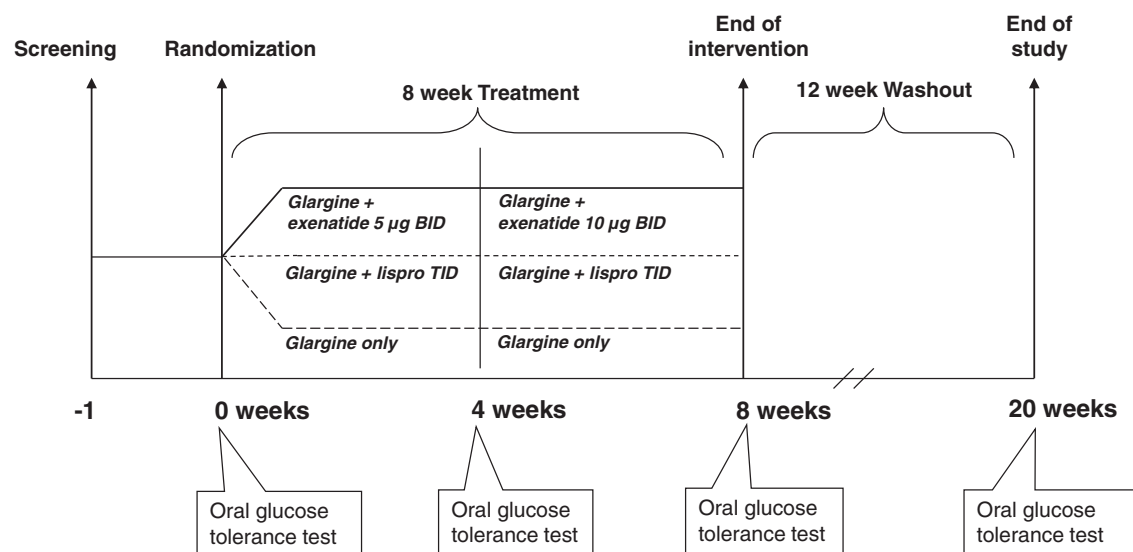 Screening
Randomization
End of
intervention
End of
study
8 week Treatment
12 week Washout
Glargine +
exenatide 5 µg BID
Glargine +
exenatide 10 µg BID
Glargine + lispro TID
Glargine + lispro TID
Glargine only
Glargine only
-1
0 weeks
4 weeks
8 weeks
20 weeks
Oral glucose
tolerance test
Oral glucose
tolerance test
Oral glucose
tolerance test
Oral glucose
tolerance test